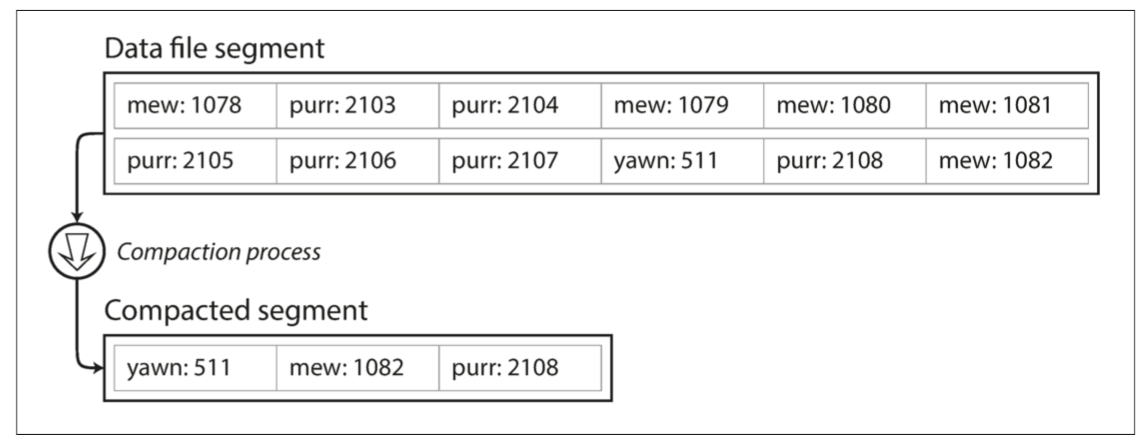 Data file segment
mew: 1078 purr: 2103 purr: 2104 mew: 1079 mew: 1080 mew: 1081
purr: 2105 purr: 2106 purr: 2107 yawn: 511 purr: 2108 mew: 1082
Compaction process
Compacted segment
yawn: 511 mew: 1082 purr: 2108